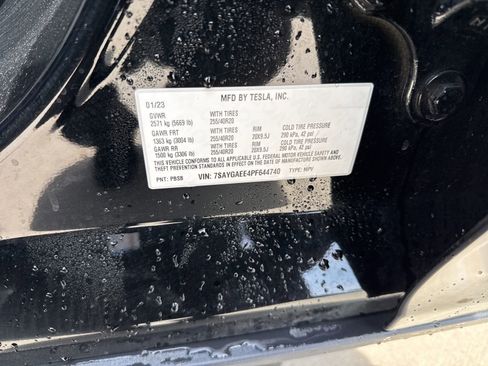 MFD BY TESLA, INC.
01/23
GVWR WITH TIRES
2571 kg (5669 lb) 255/40R20
GAWR FRT WITH TIRES RIM COLD TIRE PRESSURE
1363 kg (3004 lb) 255/40R20 20X9.5J 290 kPa, 42 psi
GAWR RR WITH TIRES RIM COLD TIRE PRESSURE
1500 kg (3306 lb) 255/40R20 20X9.5J 290 kPa, 42 psi
THIS VEHICLE CONFORMS TO ALL APPLICABLE U.S. FEDERAL MOTOR VEHICLE SAFETY AND
THEFT PREVENTION STANDARDS IN EFFECT ON THE DATE OF MANUFACTURE SHOWN ABOVE.
PNT: PBSB VIN: 7SAYGAEE4PF644740 TYPE: MPV